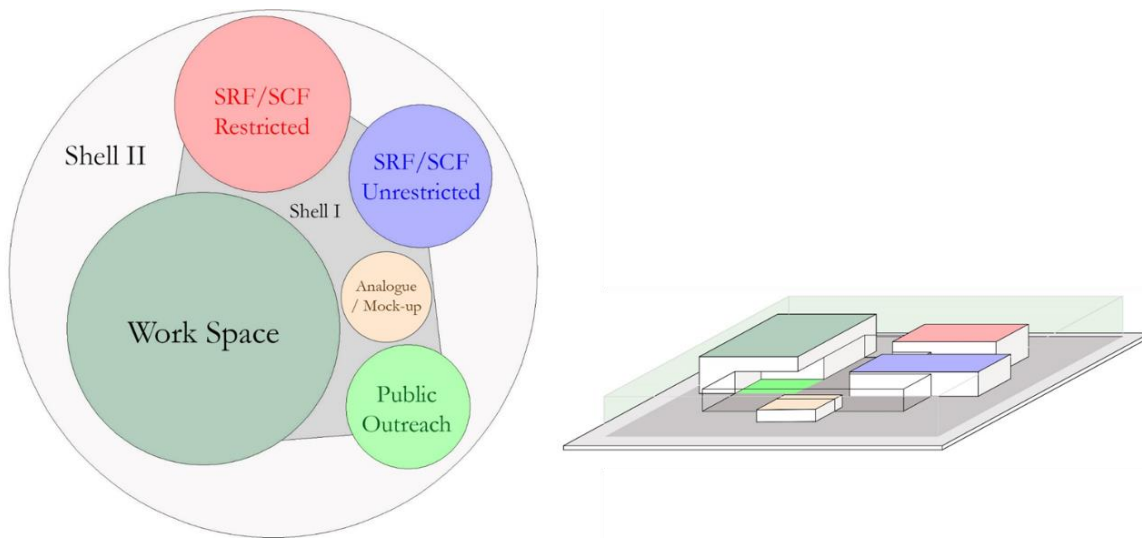 SRF/SCF
Restricted
Shell II
SRF/SCF
Unrestricted
Shell I
Analogue
/ Mock-up
Work Space
Public
Outreach